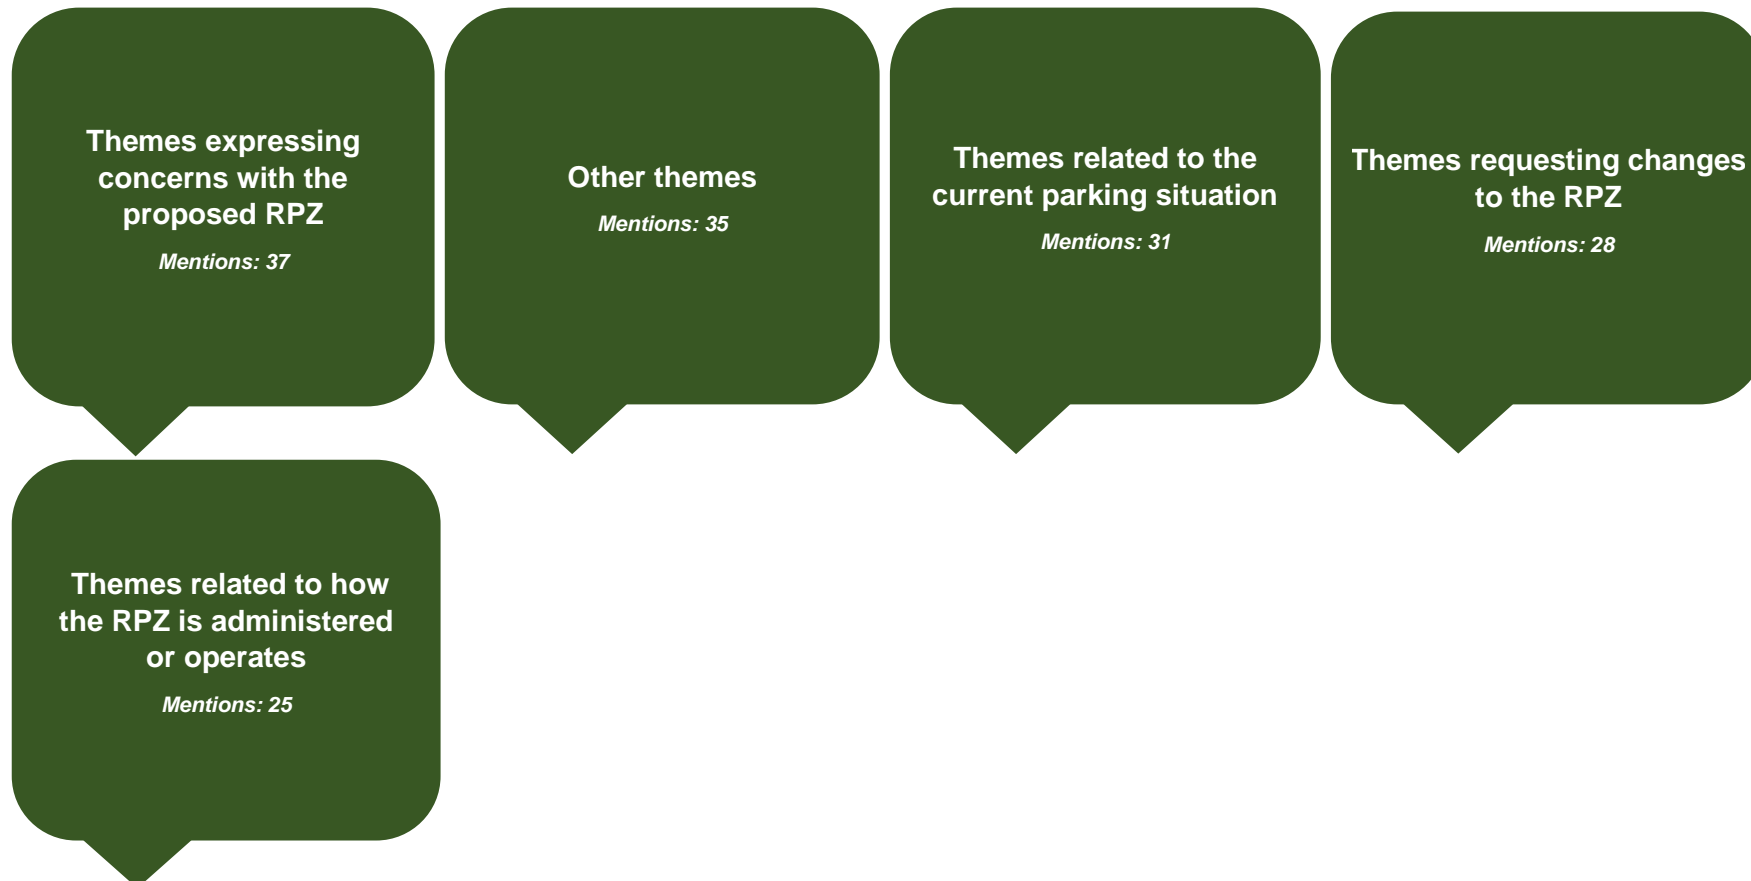 Themes expressing
concerns with the
proposed RPZ
Mentions: 37
Other themes
Mentions: 35
Themes related to the
current parking situation
Mentions: 31
Themes requesting changes
to the RPZ
Mentions: 28
Themes related to how
the RPZ is administered
or operates
Mentions: 25